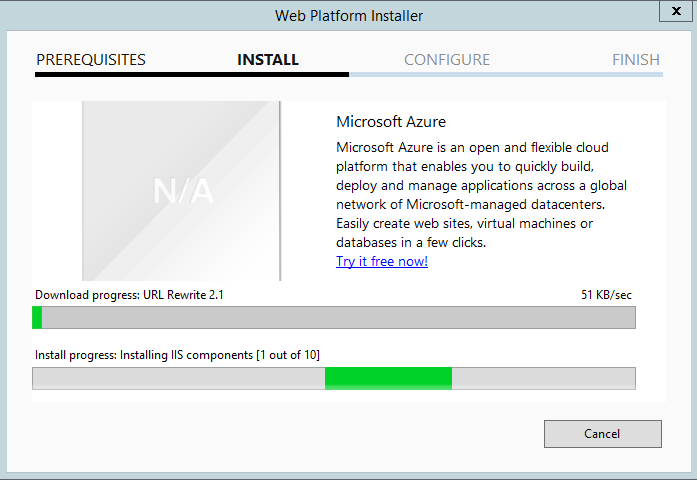 Web Platform Installer
x
PREREQUISITES INSTALL CONFIGURE FINISH
N/A
Microsoft Azure
Microsoft Azure is an open and flexible cloud
platform that enables you to quickly build,
deploy and manage applications across a global
network of Microsoft-managed datacenters.
Easily create web sites, virtual machines or
databases in a few clicks.
Try it free now!
Download progress: URL Rewrite 2.1 51 KB/sec
Install progress: Installing IIS components [1 out of 10]
Cancel